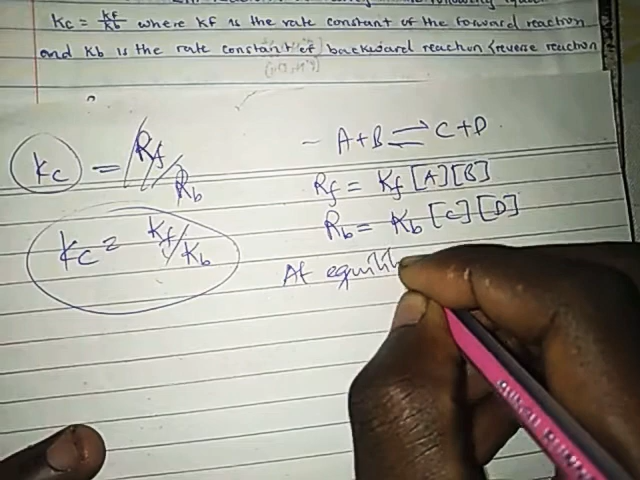 Kc = Kf/Kb where Kf is the rate constant of the forward reaction
and Kb is the rate constant of backward reaction (reverse reaction
Kc = Rf/Rb
Kc = Kf/Kb
- A+B ⇌ C+D
Rf = Kf [A][B]
Rb = Kb [C][D]
At equilib